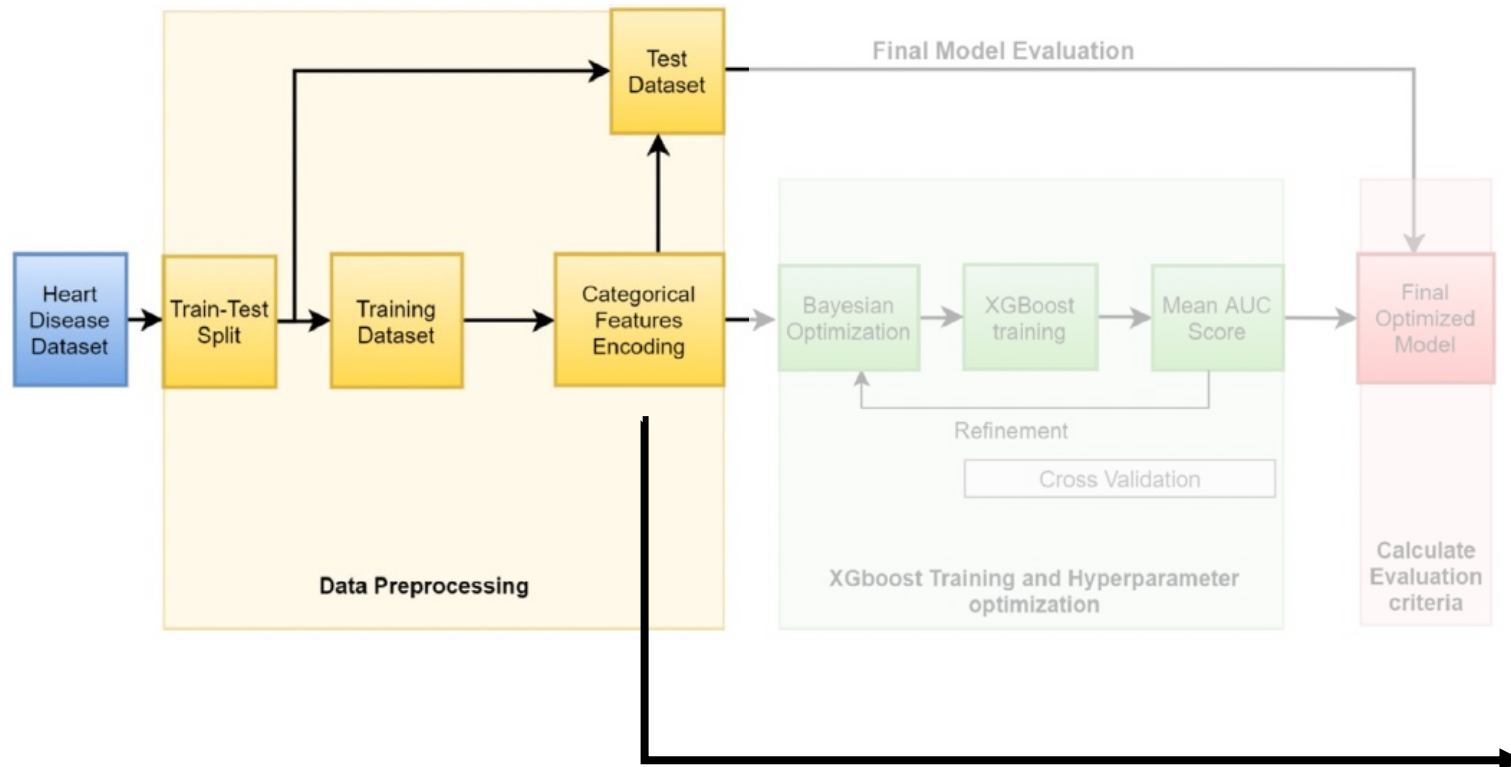 Test
Dataset
Final Model Evaluation
Heart
Disease
Dataset
Train-Test
Split
Training
Dataset
Categorical
Features
Encoding
Bayesian
Optimization
XGBoost
training
Mean AUC
Score
Final
Optimized
Model
Refinement
Cross Validation
Data Preprocessing
XGboost Training and Hyperparameter
optimization
Calculate
Evaluation
criteria